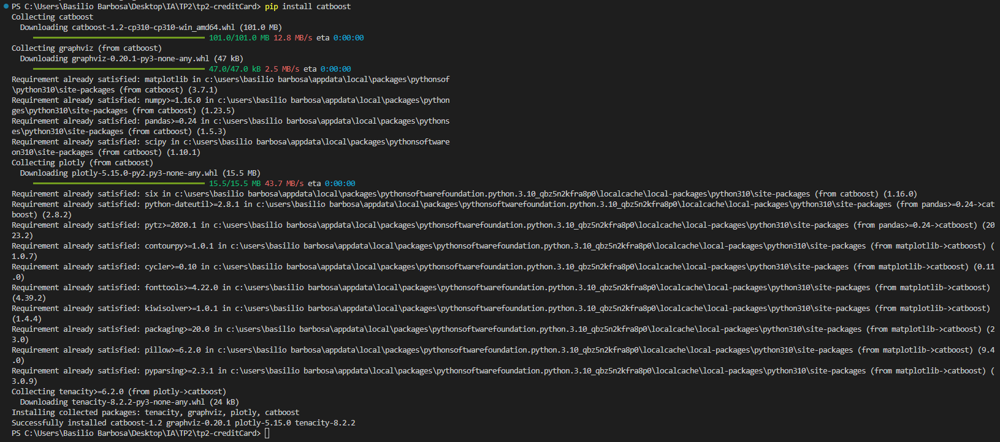 PS C:\Users\Basilio Barbosa\Desktop\IA\TP2\tp2-creditCard> pip install catboost
Collecting catboost
  Downloading catboost-1.2-cp310-cp310-win_amd64.whl (101.0 MB)
101.0/101.0 MB 12.8 MB/s eta 0:00:00
Collecting graphviz (from catboost)
  Downloading graphviz-0.20.1-py3-none-any.whl (47 kB)
47.0/47.0 kB 2.5 MB/s eta 0:00:00
Requirement already satisfied: matplotlib in c:\users\basilio barbosa\appdata\local\packages\pythonsof
\python310\site-packages (from catboost) (3.7.1)
Requirement already satisfied: numpy>=1.16.0 in c:\users\basilio barbosa\appdata\local\packages\python
ges\python310\site-packages (from catboost) (1.23.5)
Requirement already satisfied: pandas>=0.24 in c:\users\basilio barbosa\appdata\local\packages\pythons
es\python310\site-packages (from catboost) (1.5.3)
Requirement already satisfied: scipy in c:\users\basilio barbosa\appdata\local\packages\pythonsoftware
on310\site-packages (from catboost) (1.10.1)
Collecting plotly (from catboost)
  Downloading plotly-5.15.0-py2.py3-none-any.whl (15.5 MB)
15.5/15.5 MB 43.7 MB/s eta 0:00:00
Requirement already satisfied: six in c:\users\basilio barbosa\appdata\local\packages\pythonsoftwarefoundation.python.3.10_qbz5n2kfra8p0\localcache\local-packages\python310\site-packages (from catboost) (1.16.0)
Requirement already satisfied: python-dateutil>=2.8.1 in c:\users\basilio barbosa\appdata\local\packages\pythonsoftwarefoundation.python.3.10_qbz5n2kfra8p0\localcache\local-packages\python310\site-packages (from pandas>=0.24->cat
boost) (2.8.2)
Requirement already satisfied: pytz>=2020.1 in c:\users\basilio barbosa\appdata\local\packages\pythonsoftwarefoundation.python.3.10_qbz5n2kfra8p0\localcache\local-packages\python310\site-packages (from pandas>=0.24->catboost) (20
23.2)
Requirement already satisfied: contourpy>=1.0.1 in c:\users\basilio barbosa\appdata\local\packages\pythonsoftwarefoundation.python.3.10_qbz5n2kfra8p0\localcache\local-packages\python310\site-packages (from matplotlib->catboost) (
1.0.7)
Requirement already satisfied: cycler>=0.10 in c:\users\basilio barbosa\appdata\local\packages\pythonsoftwarefoundation.python.3.10_qbz5n2kfra8p0\localcache\local-packages\python310\site-packages (from matplotlib->catboost) (0.11
.0)
Requirement already satisfied: fonttools>=4.22.0 in c:\users\basilio barbosa\appdata\local\packages\pythonsoftwarefoundation.python.3.10_qbz5n2kfra8p0\localcache\local-packages\python310\site-packages (from matplotlib->catboost)
(4.39.2)
Requirement already satisfied: kiwisolver>=1.0.1 in c:\users\basilio barbosa\appdata\local\packages\pythonsoftwarefoundation.python.3.10_qbz5n2kfra8p0\localcache\local-packages\python310\site-packages (from matplotlib->catboost)
(1.4.4)
Requirement already satisfied: packaging>=20.0 in c:\users\basilio barbosa\appdata\local\packages\pythonsoftwarefoundation.python.3.10_qbz5n2kfra8p0\localcache\local-packages\python310\site-packages (from matplotlib->catboost) (2
3.0)
Requirement already satisfied: pillow>=6.2.0 in c:\users\basilio barbosa\appdata\local\packages\pythonsoftwarefoundation.python.3.10_qbz5n2kfra8p0\localcache\local-packages\python310\site-packages (from matplotlib->catboost) (9.4
.0)
Requirement already satisfied: pyparsing>=2.3.1 in c:\users\basilio barbosa\appdata\local\packages\pythonsoftwarefoundation.python.3.10_qbz5n2kfra8p0\localcache\local-packages\python310\site-packages (from matplotlib->catboost) (
3.0.9)
Collecting tenacity>=6.2.0 (from plotly->catboost)
  Downloading tenacity-8.2.2-py3-none-any.whl (24 kB)
Installing collected packages: tenacity, graphviz, plotly, catboost
Successfully installed catboost-1.2 graphviz-0.20.1 plotly-5.15.0 tenacity-8.2.2
PS C:\Users\Basilio Barbosa\Desktop\IA\TP2\tp2-creditCard>